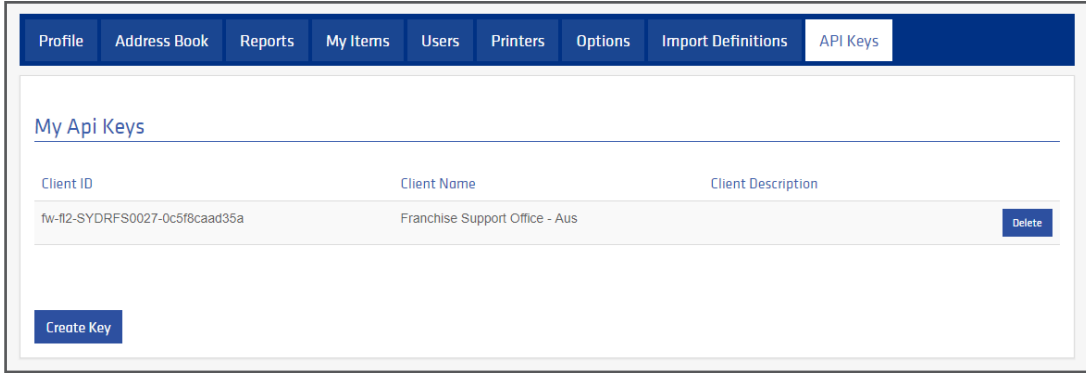 Profile Address Book Reports My Items Users Printers Options Import Definitions API Keys
My Api Keys
Client ID Client Name Client Description
fw-fl2-SYDRFS0027-0c5f8caad35a Franchise Support Office - Aus Delete
Create Key